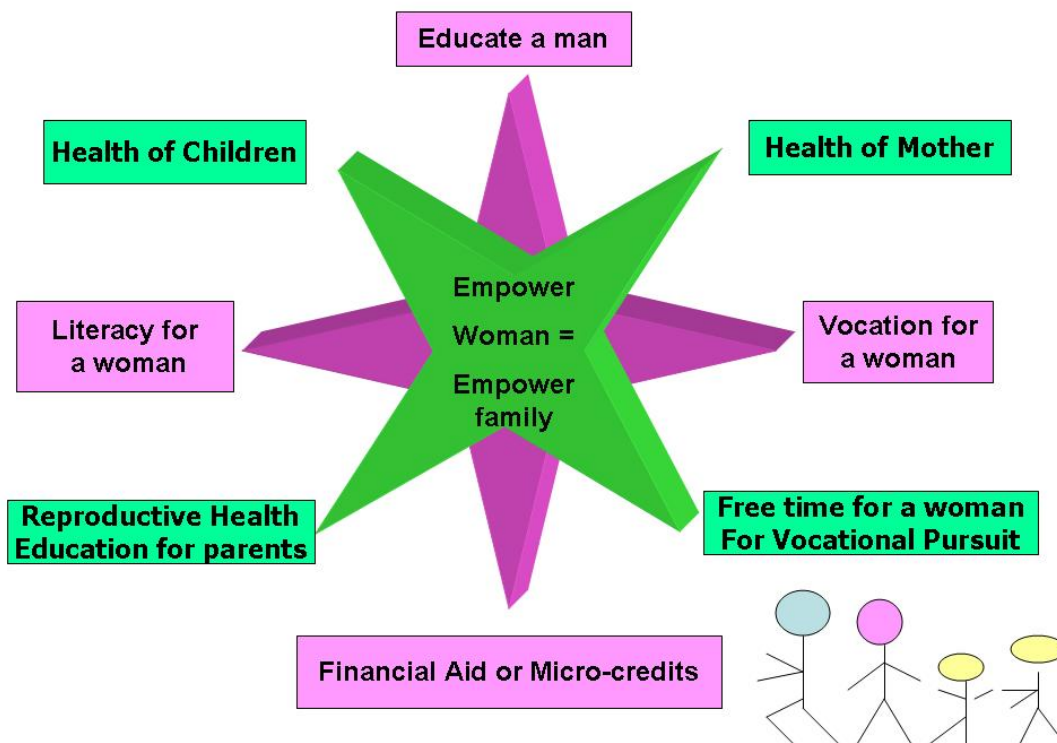 Educate a man
Health of Children
Health of Mother
Empower
Woman =
Empower
family
Literacy for
a woman
Vocation for
a woman
Reproductive Health
Education for parents
Free time for a woman
For Vocational Pursuit
Financial Aid or Micro-credits